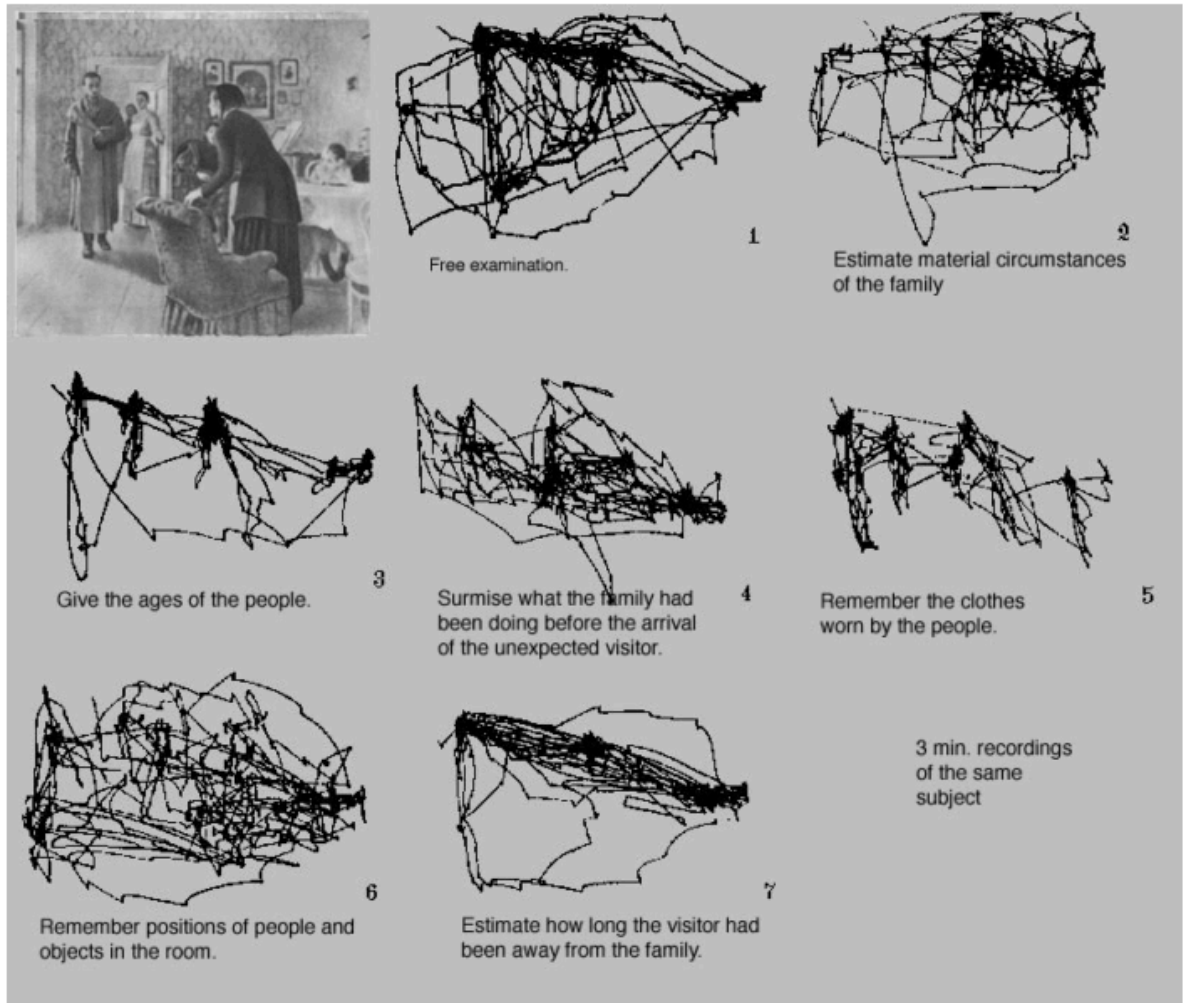 1
Free examination.
2
Estimate material circumstances
of the family
3
Give the ages of the people.
4
Surmise what the family had
been doing before the arrival
of the unexpected visitor.
5
Remember the clothes
worn by the people.
6
Remember positions of people and
objects in the room.
7
Estimate how long the visitor had
been away from the family.
3 min. recordings
of the same
subject